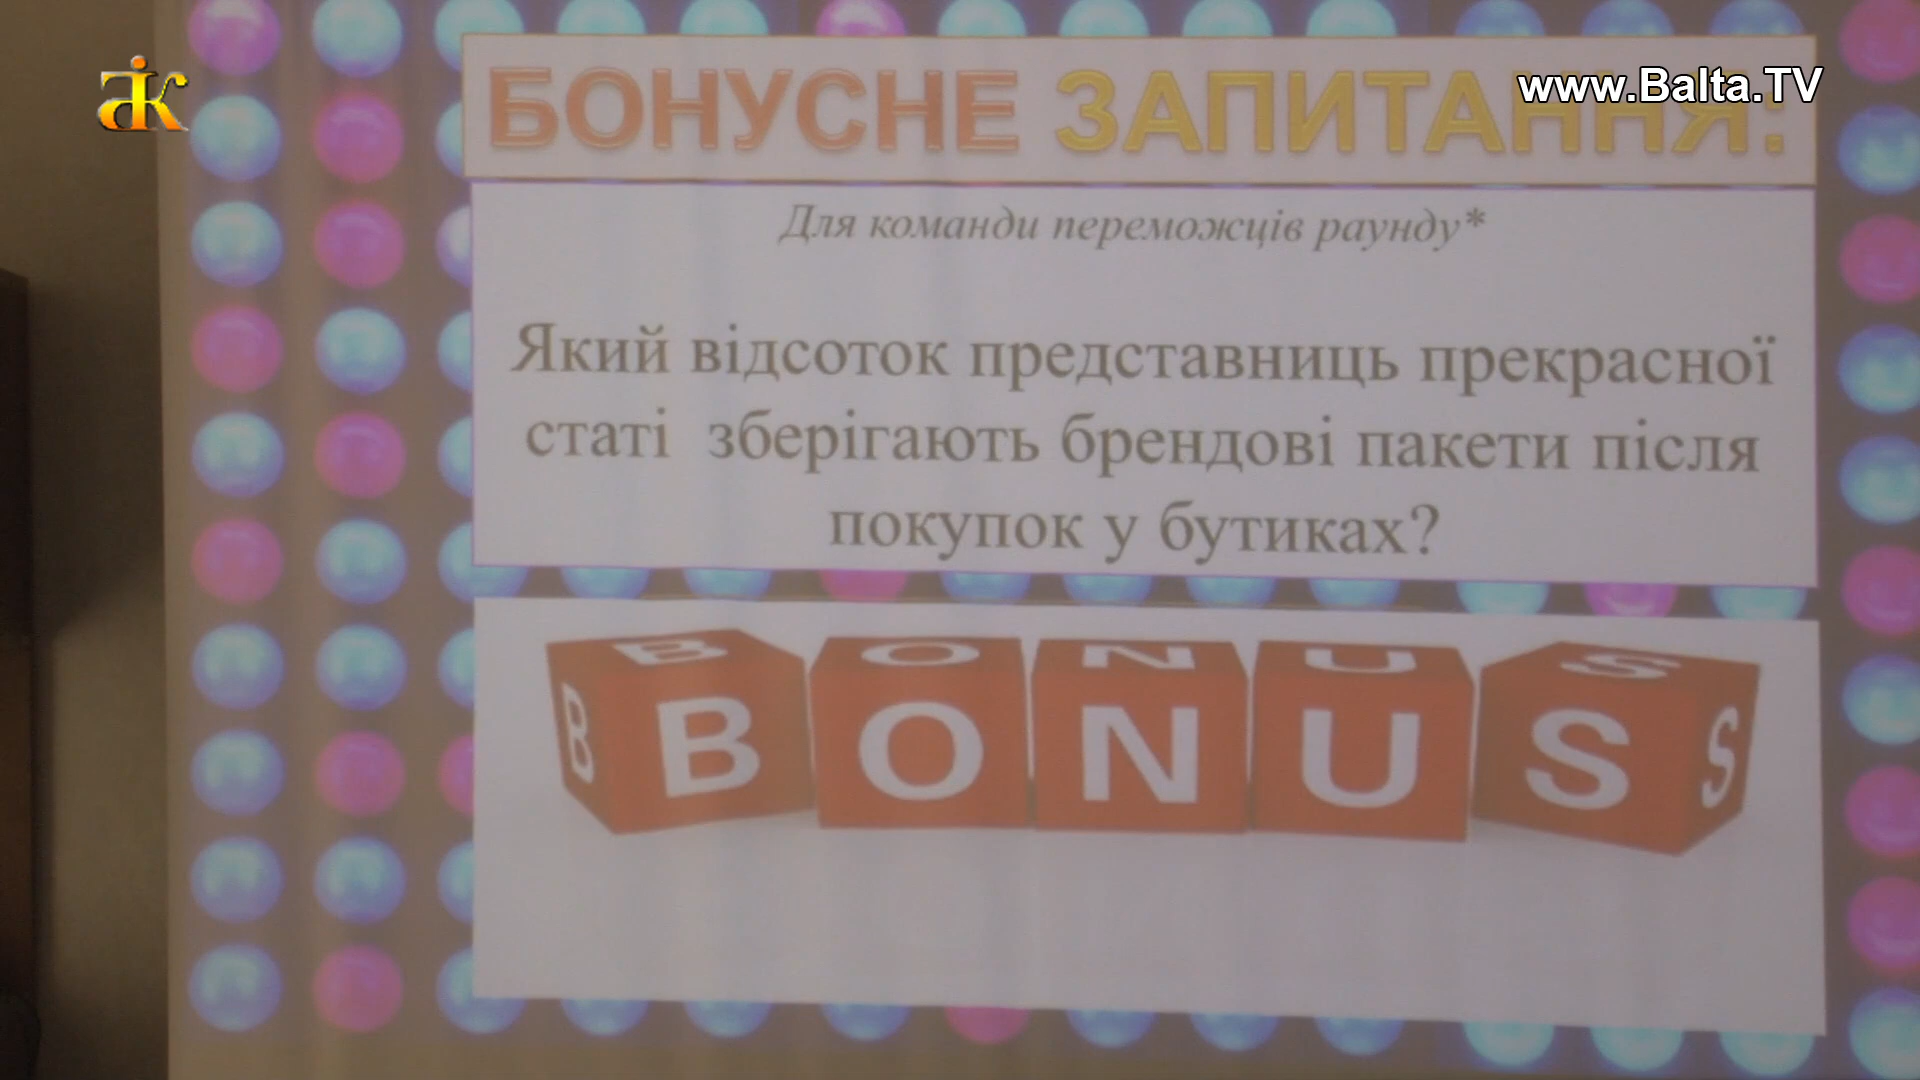 www.Balta.TV
БОНУСНЕ ЗАПИТАННЯ:
Для команди переможців раунду*
Який відсоток представниць прекрасної
статі зберігають брендові пакети після
покупок у бутиках?
B O N U S
B B O N U S S